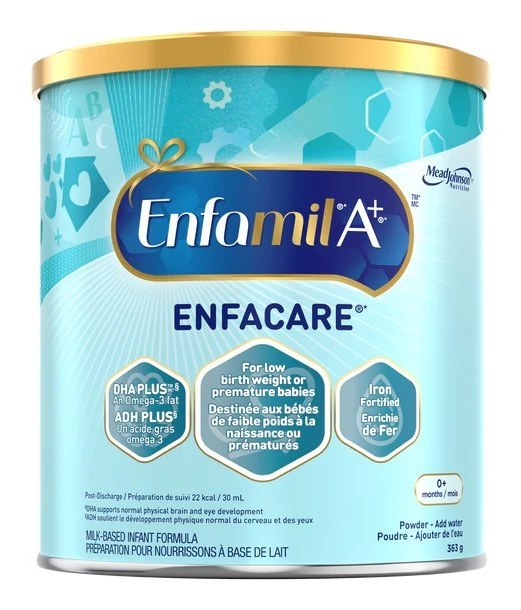 A B C
Mead Johnson™
Nutrition
Enfamil®* A+®*
TM*
MC
ENFACARE®*
DHA PLUS™§
An Omega-3 fat
ADH PLUS§
Un acide gras
oméga 3
For low
birth weight or
premature babies
Destinée aux bébés
de faible poids à la
naissance ou
prématurés
Iron
Fortified
Enrichie
de Fer
0+
months / mois
Post-Discharge / Préparation de suivi 22 kcal / 30 mL
§DHA supports normal physical brain and eye development
§ADH soutient le développement physique normal du cerveau et des yeux
MILK-BASED INFANT FORMULA
PRÉPARATION POUR NOURRISSONS À BASE DE LAIT
Powder - Add water
Poudre - Ajouter de l'eau
363 g